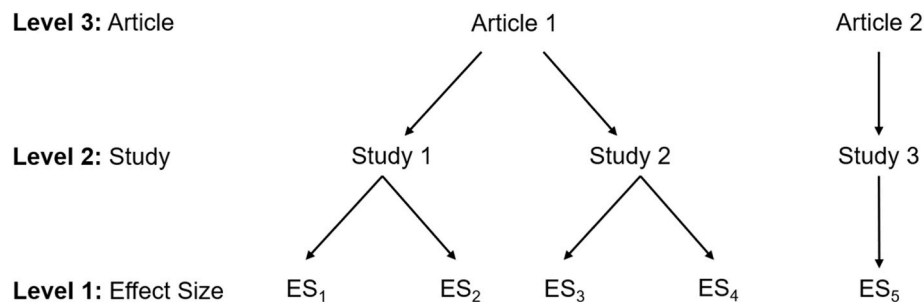 Level 3: Article Article 1 Article 2
Level 2: Study Study 1 Study 2 Study 3
Level 1: Effect Size ES₁ ES₂ ES₃ ES₄ ES₅